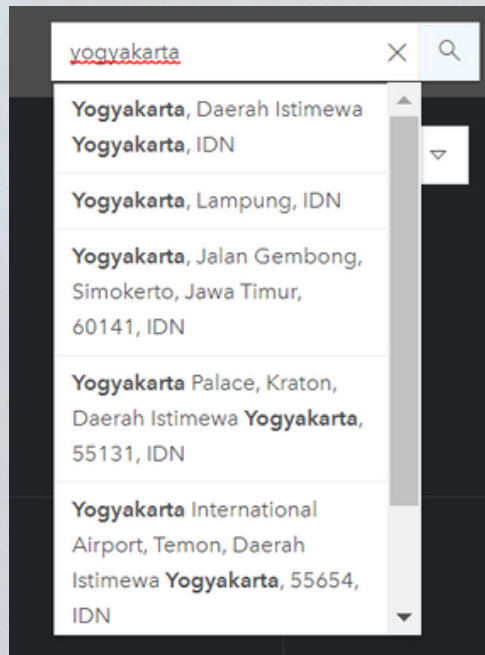 yogyakarta
Yogyakarta, Daerah Istimewa
Yogyakarta, IDN
Yogyakarta, Lampung, IDN
Yogyakarta, Jalan Gembong,
Simokerto, Jawa Timur,
60141, IDN
Yogyakarta Palace, Kraton,
Daerah Istimewa Yogyakarta,
55131, IDN
Yogyakarta International
Airport, Temon, Daerah
Istimewa Yogyakarta, 55654,
IDN